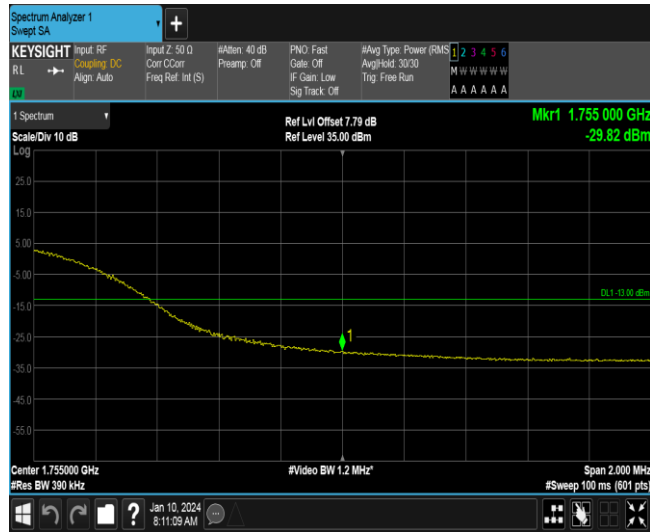 Spectrum Analyzer 1
Swept SA
KEYSIGHT
RL
LXI
Input: RF
Coupling: DC
Align: Auto
Input Z: 50 Ω
Corr CCorr
Freq Ref: Int (S)
#Atten: 40 dB
Preamp: Off
PNO: Fast
Gate: Off
IF Gain: Low
Sig Track: Off
#Avg Type: Power (RMS
Avg|Hold: 30/30
Trig: Free Run
1 2 3 4 5 6
M W W W W W
A A A A A A
1 Spectrum
Scale/Div 10 dB
Log
Ref Lvl Offset 7.79 dB
Ref Level 35.00 dBm
Mkr1 1.755 000 GHz
-29.82 dBm
25.0
15.0
5.00
-5.00
-15.0
-25.0
-35.0
-45.0
-55.0
DL1 -13.00 dBm
1
Center 1.755000 GHz
#Res BW 390 kHz
#Video BW 1.2 MHz*
Span 2.000 MHz
#Sweep 100 ms (601 pts)
?
Jan 10, 2024
8:11:09 AM